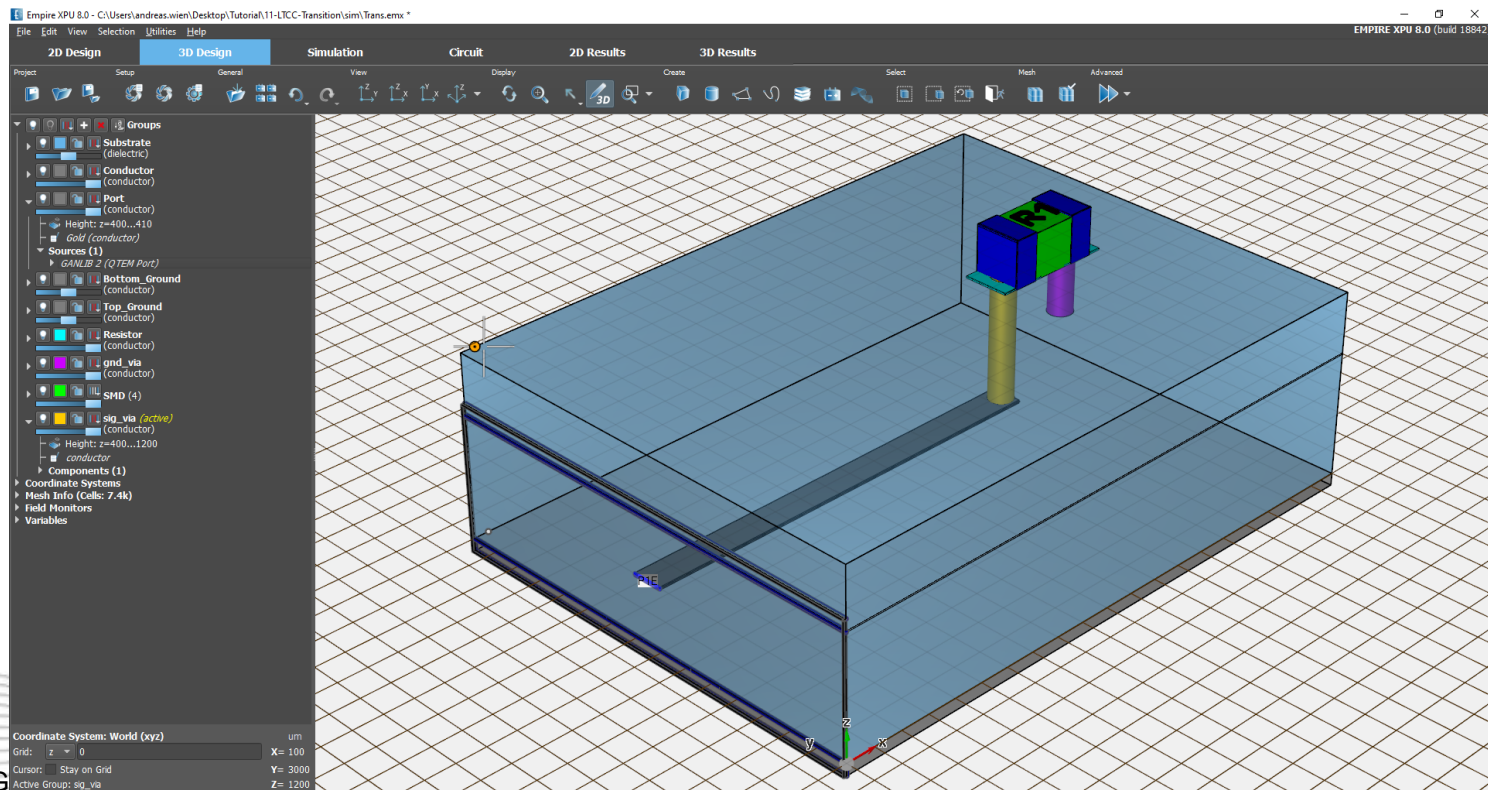 Empire XPU 8.0 - C:\Users\andreas.wien\Desktop\Tutorial\11-LTCC-Transition\sim\Trans.emx *
File Edit View Selection Utilities Help
EMPIRE XPU 8.0 (build 18842
2D Design 3D Design Simulation Circuit 2D Results 3D Results
Project Setup General View Display Create Select Mesh Advanced
Z Y Z X Y X Z
3D
Groups
Substrate
(dielectric)
Conductor
(conductor)
Port
(conductor)
Height: z=400...410
Gold (conductor)
Sources (1)
GANLIB 2 (QTEM Port)
Bottom_Ground
(conductor)
Top_Ground
(conductor)
Resistor
(conductor)
gnd_via
(conductor)
SMD (4)
sig_via (active)
(conductor)
Height: z=400...1200
conductor
Components (1)
Coordinate Systems
Mesh Info (Cells: 7.4k)
Field Monitors
Variables
R1
P1E
z
y x
Coordinate System: World (xyz) um
Grid: z 0 X= 100
Cursor: Stay on Grid Y= 3000
G
Active Group: sig_via Z= 1200